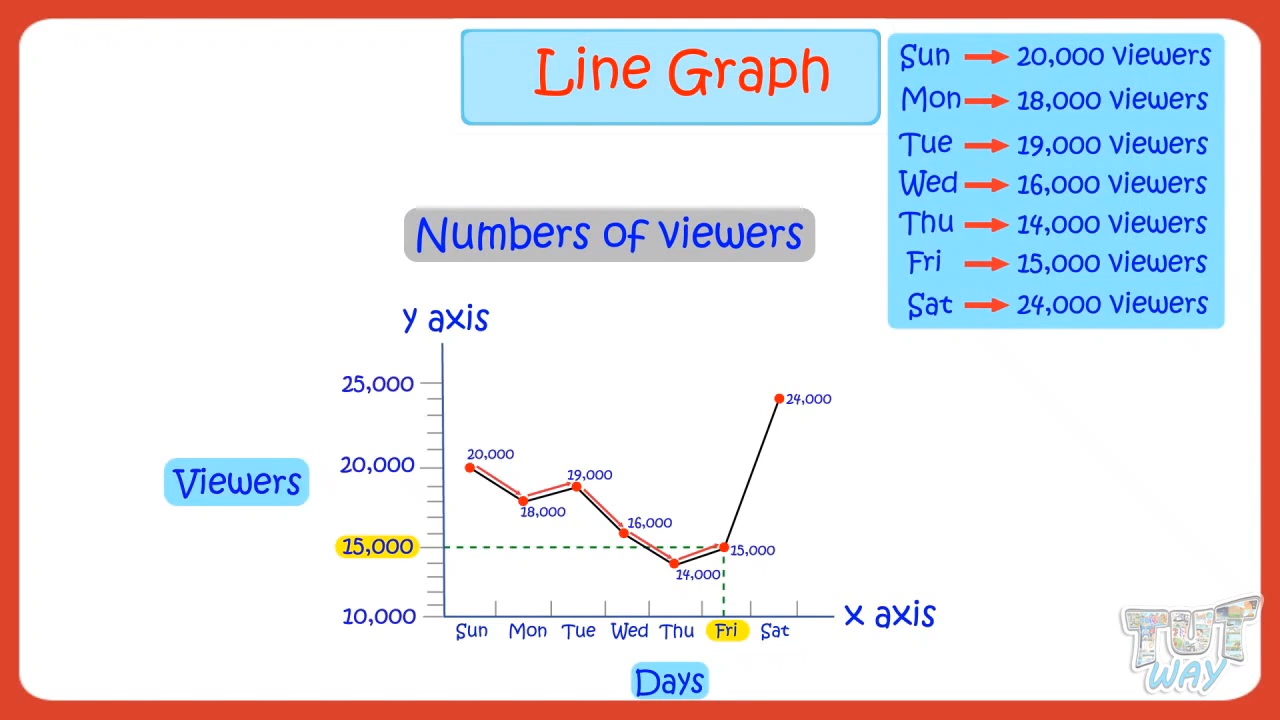 Line Graph
Sun 20,000 Viewers
Mon 18,000 Viewers
Tue 19,000 Viewers
Wed 16,000 Viewers
Thu 14,000 Viewers
Fri 15,000 Viewers
Sat 24,000 Viewers
Numbers of viewers
y axis
25,000
20,000
15,000
10,000
Viewers
20,000
18,000
19,000
16,000
14,000
15,000
24,000
Sun Mon Tue Wed Thu Fri Sat
x axis
Days
TUT
WAY